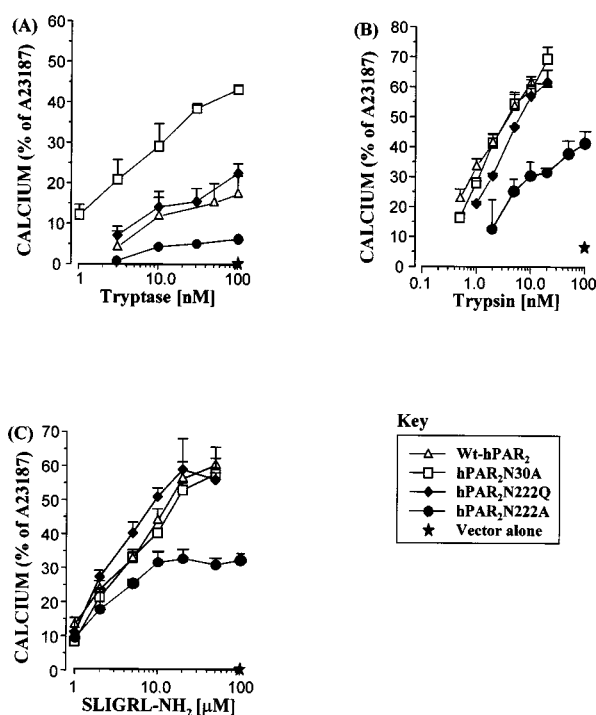 (A)
CALCIUM (% of A23187)
60
50
40
30
20
10
0
1
10.0
100
Tryptase [nM]
(B)
CALCIUM (% of A23187)
80
70
60
50
40
30
20
10
0
0.1
1.0
10.0
100
Trypsin [nM]
(C)
CALCIUM (% of A23187)
70
60
50
40
30
20
10
0
1
10.0
100
SLIGRL-NH₂ [μM]
Key
Wt-hPAR₂
hPAR₂N30A
hPAR₂N222Q
hPAR₂N222A
Vector alone